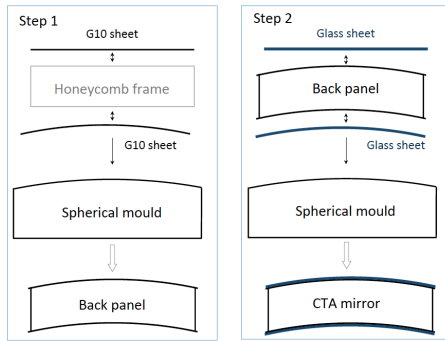 Step 1
G10 sheet
Honeycomb frame
G10 sheet
Spherical mould
Back panel
Step 2
Glass sheet
Back panel
Glass sheet
Spherical mould
CTA mirror